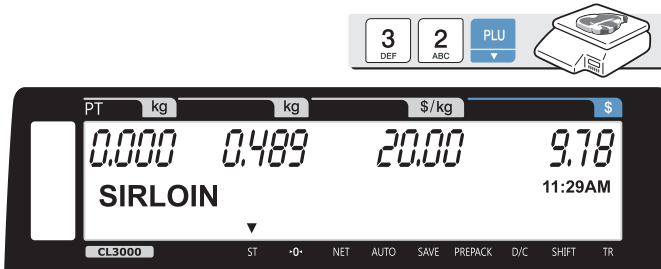 3 2 PLU
DEF ABC ▼
PT kg kg $/kg $
0.000 0.489 20.00 9.78
SIRLOIN 11:29AM
▼
CL3000 ST ▸0◂ NET AUTO SAVE PREPACK D/C SHIFT TR